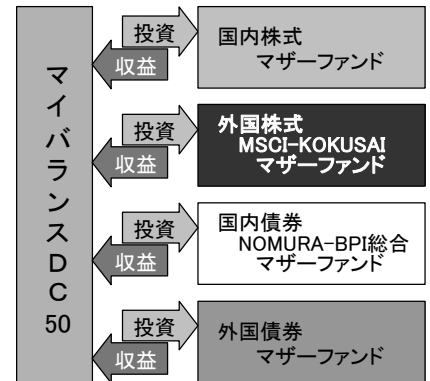 マイバランスDC50
投資
収益
国内株式
マザーファンド
投資
収益
外国株式
MSCI-KOKUSAI
マザーファンド
投資
収益
国内債券
NOMURA-BPI総合
マザーファンド
投資
収益
外国債券
マザーファンド